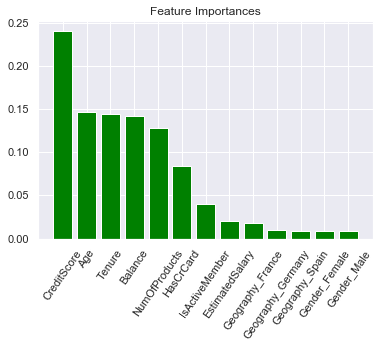 Feature Importances
0.25
0.20
0.15
0.10
0.05
0.00
CreditScore
Age
Tenure
Balance
NumOfProducts
HasCrCard
IsActiveMember
EstimatedSalary
Geography_France
Geography_Germany
Geography_Spain
Gender_Female
Gender_Male